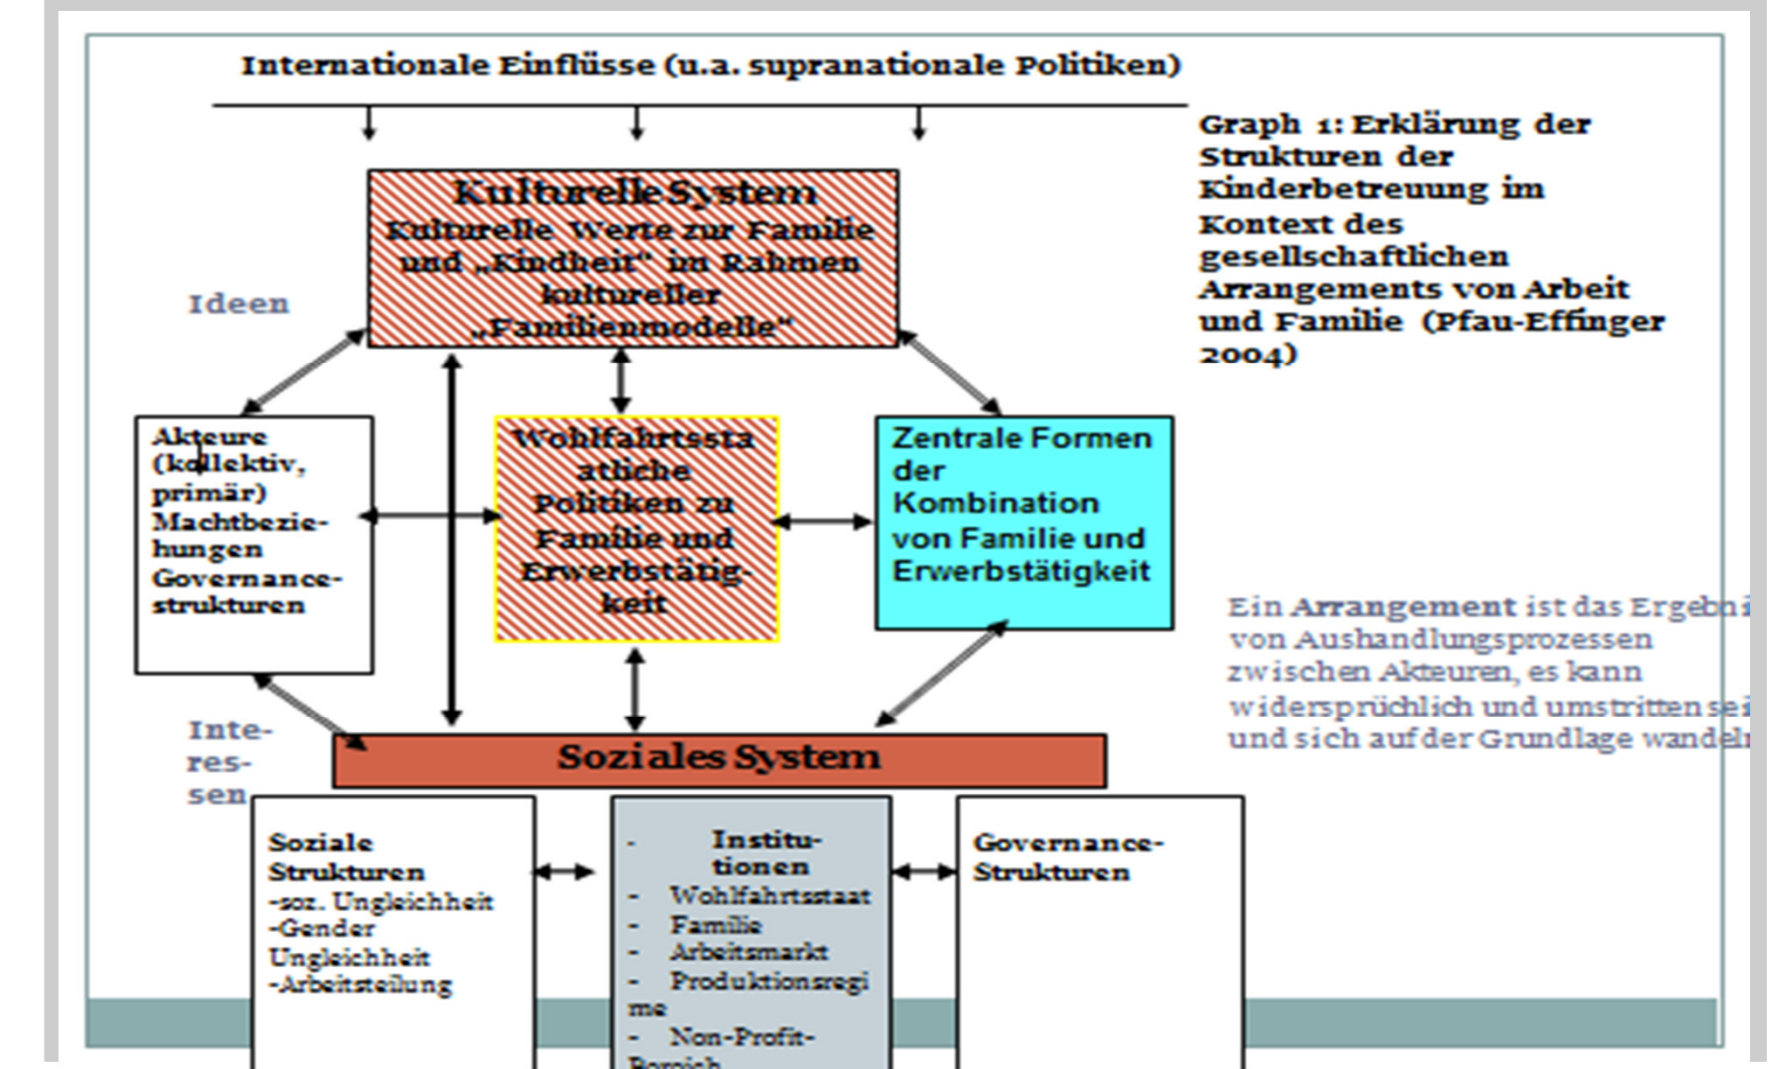 Internationale Einflüsse (u.a. supranationale Politiken)
Graph 1: Erklärung der
Strukturen der
Kinderbetreuung im
Kontext des
gesellschaftlichen
Arrangements von Arbeit
und Familie (Pfau-Effinger
2004)
Kulturelle System
Kulturelle Werte zur Familie
und „Kindheit“ im Rahmen
kultureller
„Familienmodelle“
Ideen
Akteure
(kollektiv,
primär)
Machtbezie-
hungen
Governance-
strukturen
Wohlfahrtssta
atliche
Politiken zu
Familie und
Erwerbstätig-
keit
Zentrale Formen
der
Kombination
von Familie und
Erwerbstätigkeit
Ein Arrangement ist das Ergebni
von Aushandlungsprozessen
zwischen Akteuren, es kann
widersprüchlich und umstritten sei
und sich auf der Grundlage wandeln
Inte-
res-
sen
Soziales System
Soziale
Strukturen
-soz. Ungleichheit
-Gender
Ungleichheit
-Arbeitsteilung
- Institu-
tionen
- Wohlfahrtsstaat
- Familie
- Arbeitsmarkt
- Produktionsregi
me
- Non-Profit-
Bereich
Governance-
Strukturen